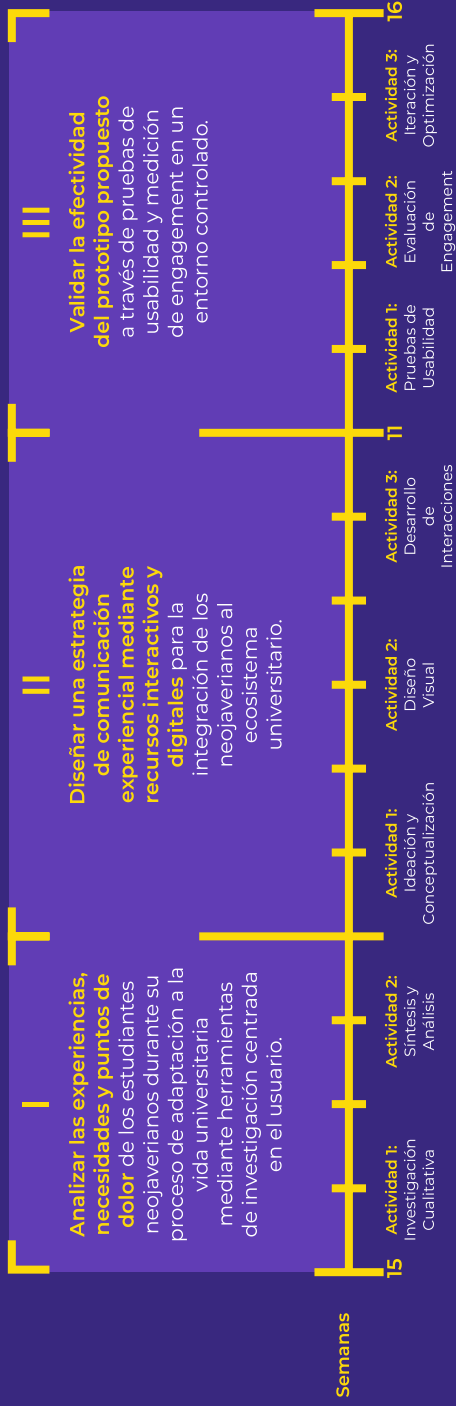 I
Analizar las experiencias,
necesidades y puntos de
dolor de los estudiantes
neojaverianos durante su
proceso de adaptación a la
vida universitaria
mediante herramientas
de investigación centrada
en el usuario.
II
Diseñar una estrategia
de comunicación
experiencial mediante
recursos interactivos y
digitales para la
integración de los
neojaverianos al
ecosistema
universitario.
III
Validar la efectividad
del prototipo propuesto
a través de pruebas de
usabilidad y medición
de engagement en un
entorno controlado.
Semanas
15
Actividad 1:
Investigación
Cualitativa
Actividad 2:
Síntesis y
Análisis
Actividad 1:
Ideación y
Conceptualización
Actividad 2:
Diseño
Visual
Actividad 3:
Desarrollo
de
Interacciones
11
Actividad 1:
Pruebas de
Usabilidad
Actividad 2:
Evaluación
de
Engagement
Actividad 3:
Iteración y
Optimización
16